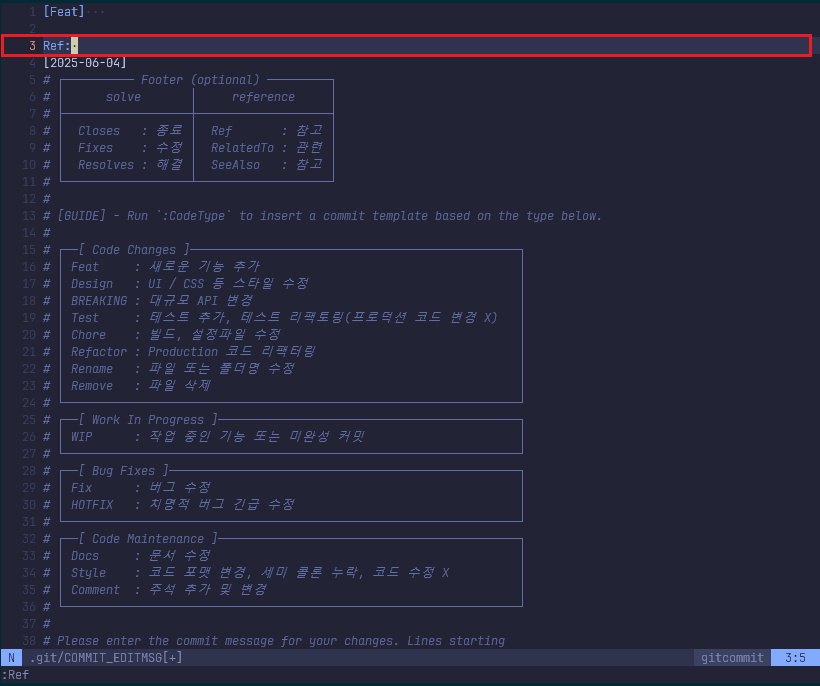 1 [Feat]···
2
3 Ref:·
4 [2025-06-04]
5 # Footer (optional)
6 # solve reference
7 #
8 # Closes : 종료 Ref : 참고
9 # Fixes : 수정 RelatedTo : 관련
10 # Resolves : 해결 SeeAlso : 참고
11 #
12 #
13 # [GUIDE] - Run `:CodeType` to insert a commit template based on the type below.
14 #
15 # [ Code Changes ]
16 # Feat : 새로운 기능 추가
17 # Design : UI / CSS 등 스타일 수정
18 # BREAKING : 대규모 API 변경
19 # Test : 테스트 추가, 테스트 리팩토링(프로덕션 코드 변경 X)
20 # Chore : 빌드, 설정파일 수정
21 # Refactor : Production 코드 리팩터링
22 # Rename : 파일 또는 폴더명 수정
23 # Remove : 파일 삭제
24 #
25 # [ Work In Progress ]
26 # WIP : 작업 중인 기능 또는 미완성 커밋
27 #
28 # [ Bug Fixes ]
29 # Fix : 버그 수정
30 # HOTFIX : 치명적 버그 긴급 수정
31 #
32 # [ Code Maintenance ]
33 # Docs : 문서 수정
34 # Style : 코드 포맷 변경, 세미 콜론 누락, 코드 수정 X
35 # Comment : 주석 추가 및 변경
36 #
37 #
38 # Please enter the commit message for your changes. Lines starting
N .git/COMMIT_EDITMSG[+] gitcommit 3:5
:Ref